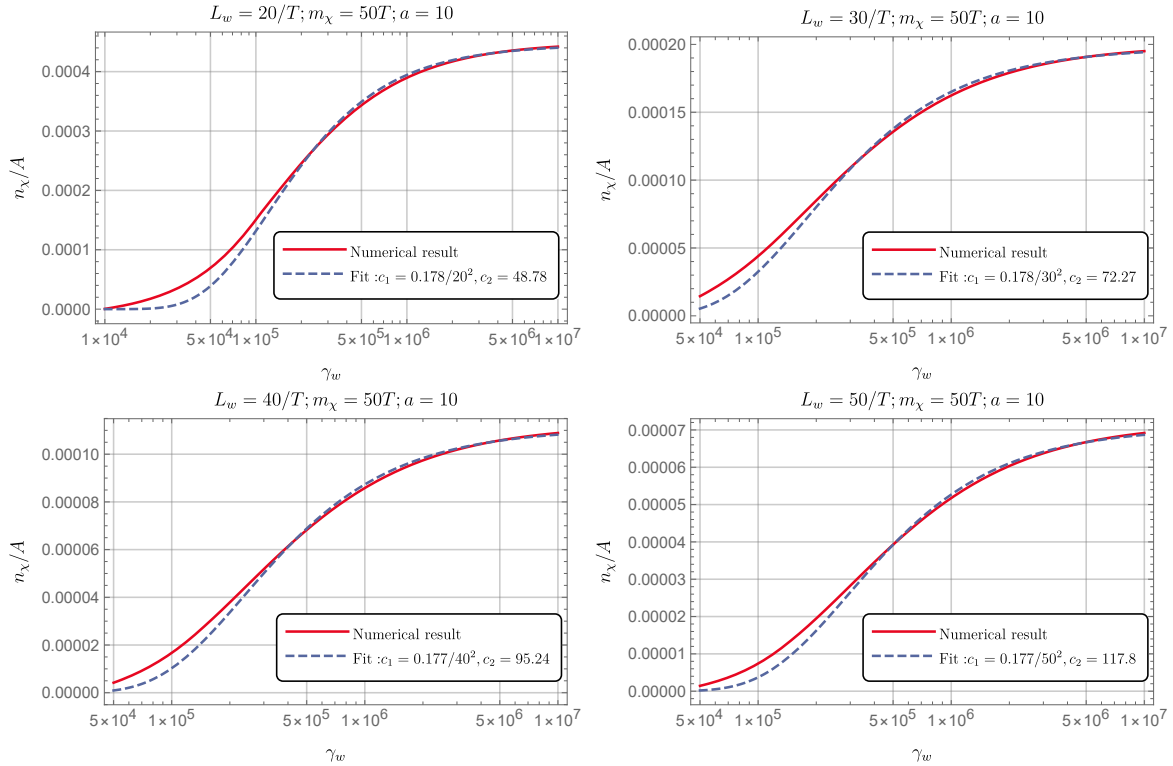 L_w = 20/T; m_χ = 50T; a = 10
n_χ/A
0.0004
0.0003
0.0002
0.0001
0.0000
Numerical result
Fit :c_1 = 0.178/20^2, c_2 = 48.78
1×10^4 5×10^4 1×10^5 5×10^5 1×10^6 5×10^6 1×10^7
γ_w
L_w = 30/T; m_χ = 50T; a = 10
n_χ/A
0.00020
0.00015
0.00010
0.00005
0.00000
Numerical result
Fit :c_1 = 0.178/30^2, c_2 = 72.27
5×10^4 1×10^5 5×10^5 1×10^6 5×10^6 1×10^7
γ_w
L_w = 40/T; m_χ = 50T; a = 10
n_χ/A
0.00010
0.00008
0.00006
0.00004
0.00002
0.00000
Numerical result
Fit :c_1 = 0.177/40^2, c_2 = 95.24
5×10^4 1×10^5 5×10^5 1×10^6 5×10^6 1×10^7
γ_w
L_w = 50/T; m_χ = 50T; a = 10
n_χ/A
0.00007
0.00006
0.00005
0.00004
0.00003
0.00002
0.00001
0.00000
Numerical result
Fit :c_1 = 0.177/50^2, c_2 = 117.8
5×10^4 1×10^5 5×10^5 1×10^6 5×10^6 1×10^7
γ_w